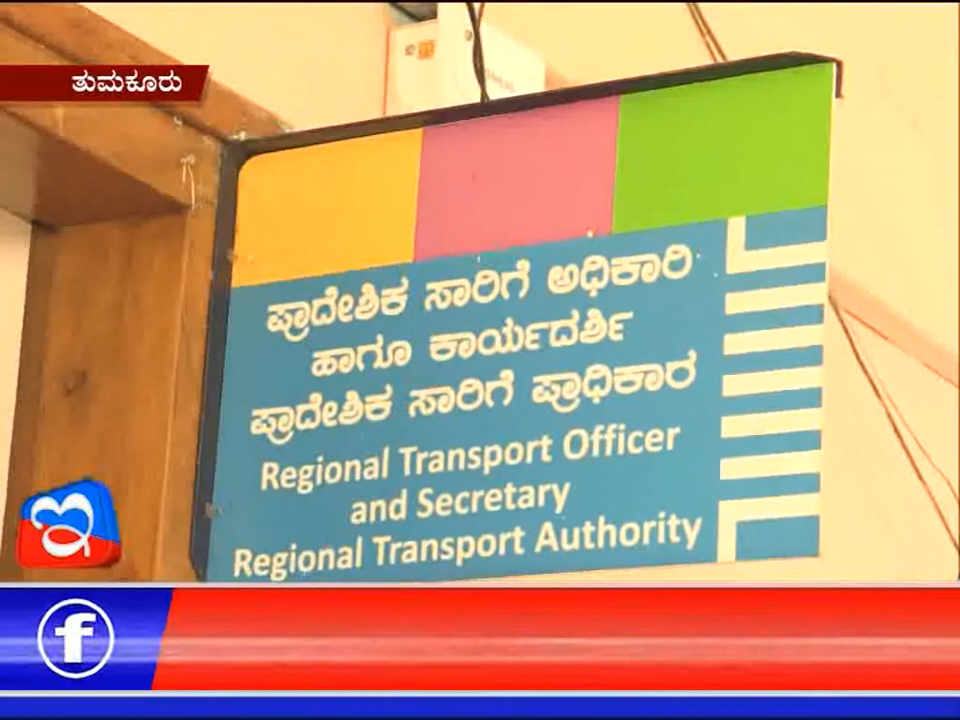 ತುಮಕೂರು
ಪ್ರಾದೇಶಿಕ ಸಾರಿಗೆ ಅಧಿಕಾರಿ
ಹಾಗೂ ಕಾರ್ಯದರ್ಶಿ
ಪ್ರಾದೇಶಿಕ ಸಾರಿಗೆ ಪ್ರಾಧಿಕಾರ
Regional Transport Officer
and Secretary
Regional Transport Authority
ಇ
f